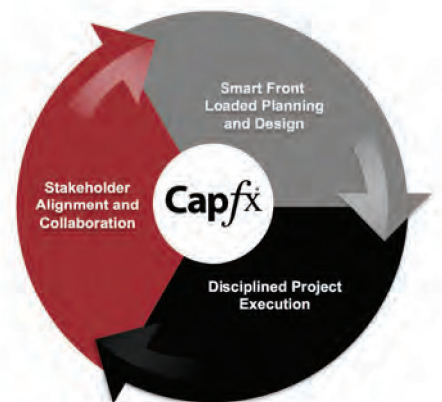 Smart Front
Loaded Planning
and Design
Stakeholder
Alignment and
Collaboration
Capfx
Disciplined Project
Execution